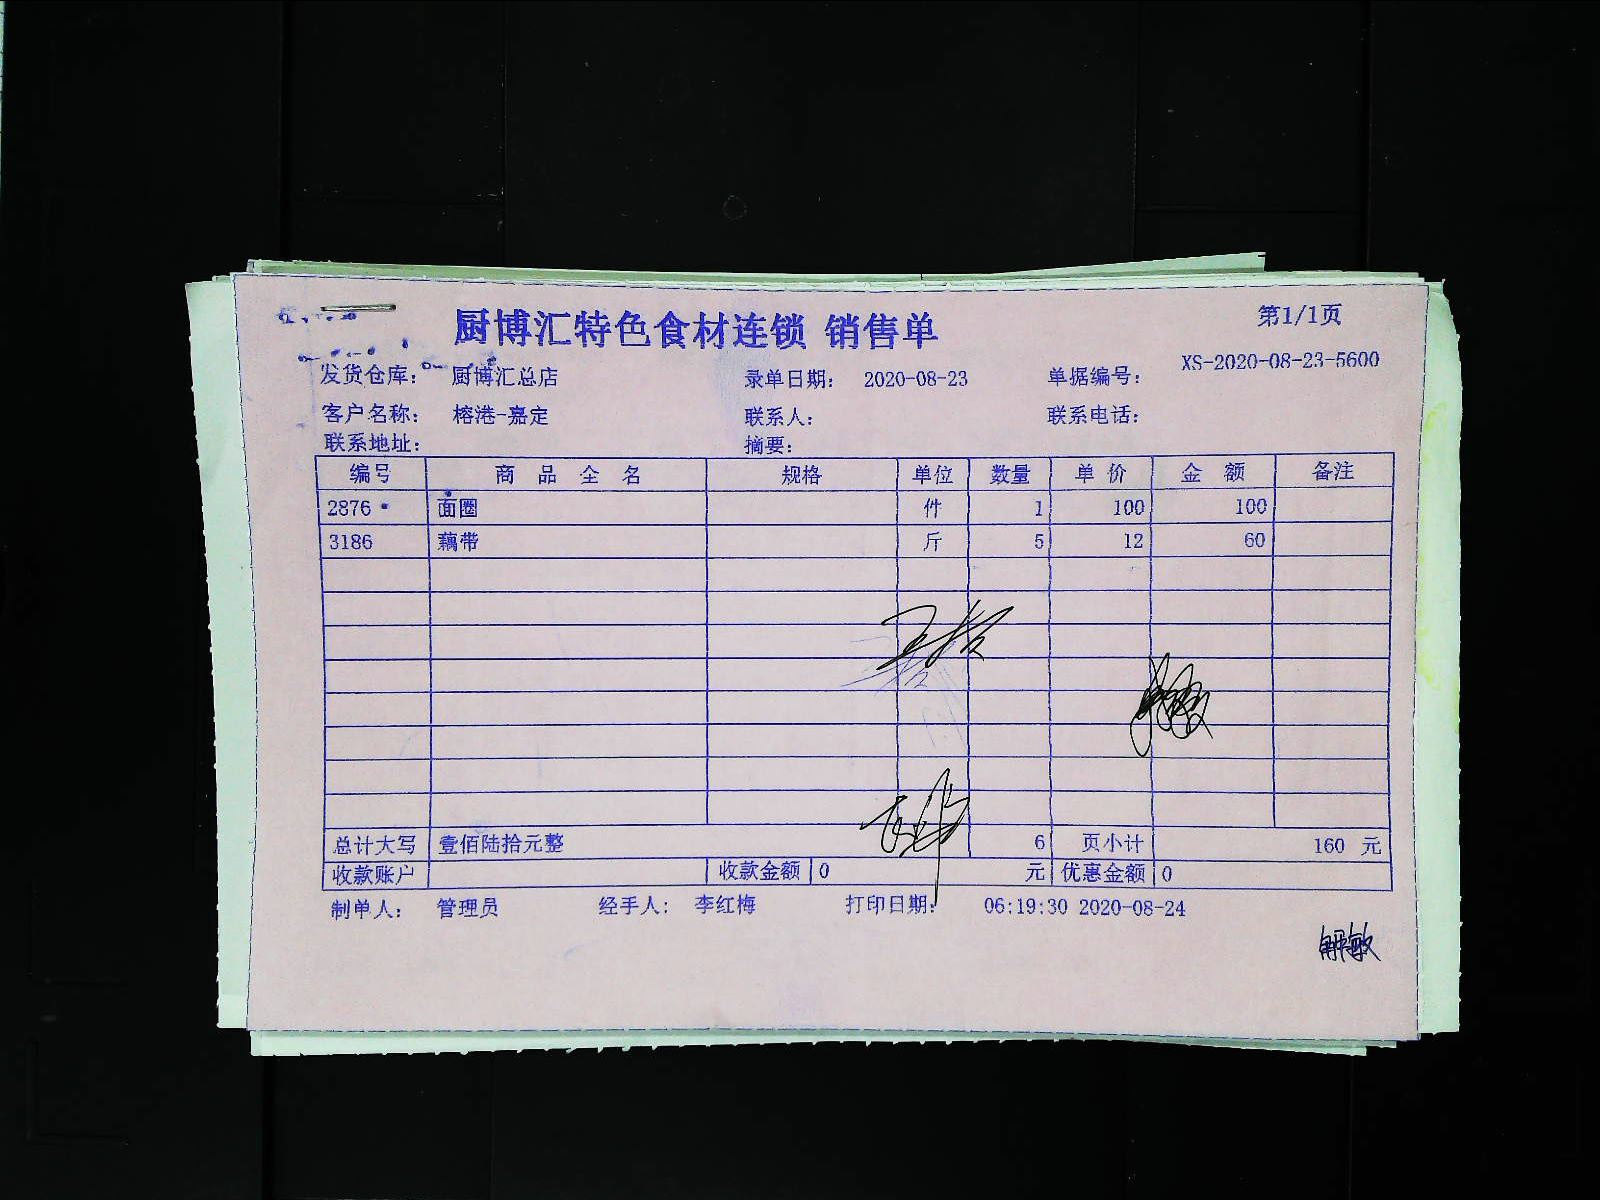 厨博汇特色食材连锁 销售单
第1/1页
发货仓库： 厨博汇总店 录单日期： 2020-08-23 单据编号： XS-2020-08-23-5600
客户名称： 榕港-嘉定 联系人： 联系电话：
联系地址： 摘要：
编号 商品全名 规格 单位 数量 单价 金额 备注
2876 面圈 件 1 100 100
3186 藕带 斤 5 12 60
总计大写 壹佰陆拾元整 6 页小计 160 元
收款账户 收款金额 0 元 优惠金额 0
制单人： 管理员 经手人： 李红梅 打印日期： 06:19:30 2020-08-24